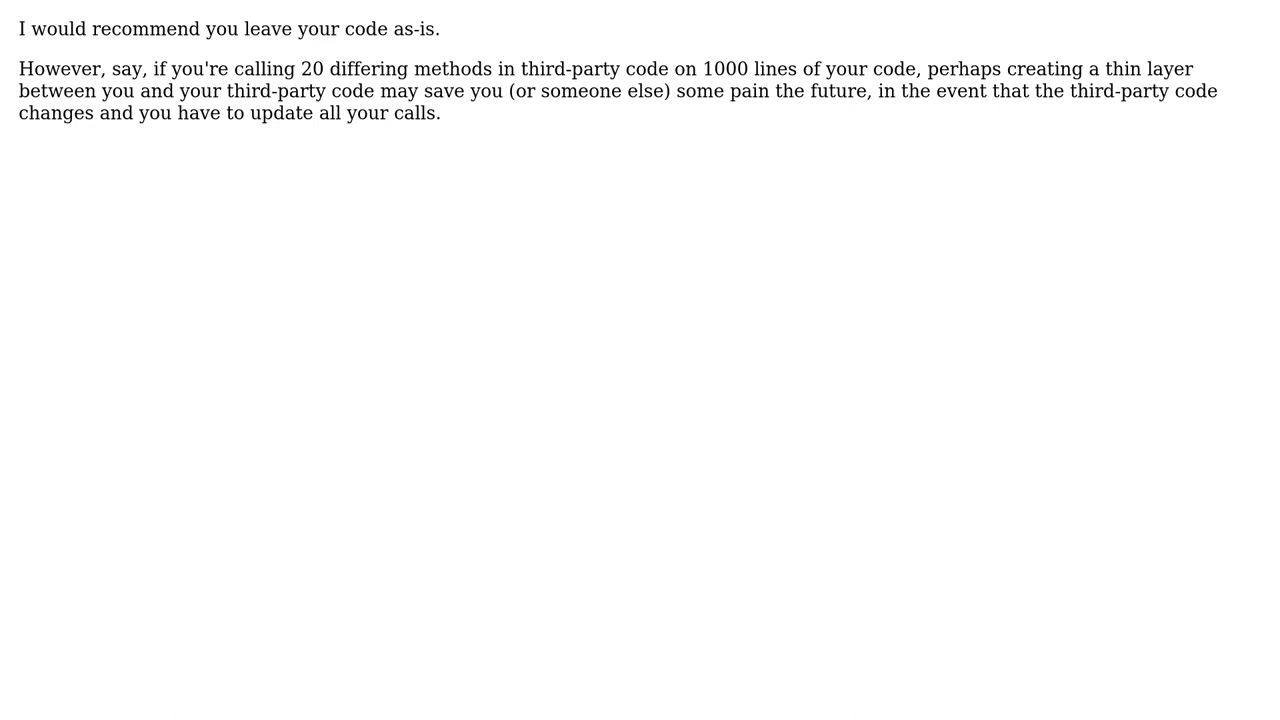 I would recommend you leave your code as-is.
However, say, if you're calling 20 differing methods in third-party code on 1000 lines of your code, perhaps creating a thin layer
between you and your third-party code may save you (or someone else) some pain the future, in the event that the third-party code
changes and you have to update all your calls.